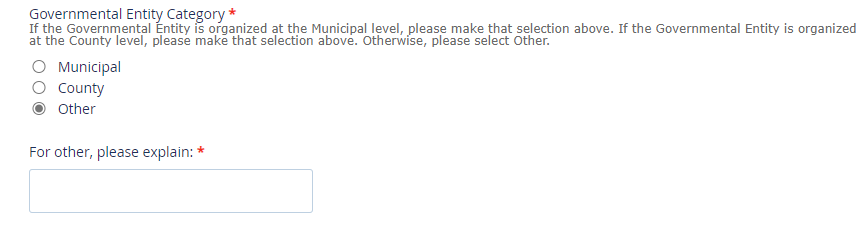 Governmental Entity Category *
If the Governmental Entity is organized at the Municipal level, please make that selection above. If the Governmental Entity is organized
at the County level, please make that selection above. Otherwise, please select Other.
Municipal
County
Other
For other, please explain: *